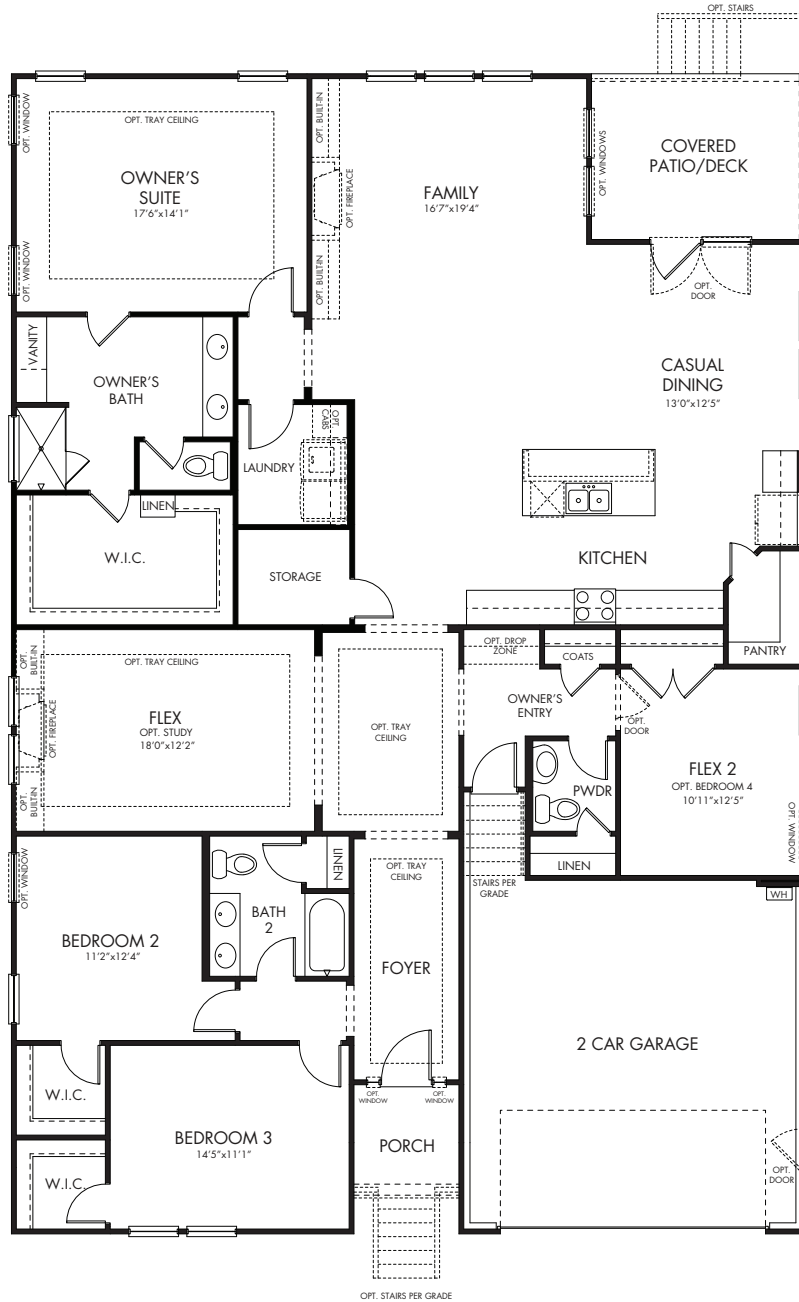 OPT. STAIRS
OPT. WINDOW
OPT. TRAY CEILING
OPT. BUILT-IN
OWNER'S
SUITE
17'6"x14'1"
OPT. FIREPLACE
FAMILY
16'7"x19'4"
OPT. WINDOWS
COVERED
PATIO/DECK
OPT. WINDOW
OPT. BUILT-IN
OPT.
DOOR
VANITY
OWNER'S
BATH
CASUAL
DINING
13'0"x12'5"
OPT
CABS
LAUNDRY
LINEN
W.I.C.
STORAGE
KITCHEN
PANTRY
OPT.
BUILT-IN
OPT. TRAY CEILING
OPT. DROP
ZONE
COATS
OPT. FIREPLACE
FLEX
OPT. STUDY
18'0"x12'2"
OPT. TRAY
CEILING
OWNER'S
ENTRY
OPT.
DOOR
OPT.
BUILT-IN
PWDR
FLEX 2
OPT. BEDROOM 4
10'11"x12'5"
OPT. WINDOW
OPT. WINDOW
LINEN
OPT. TRAY
CEILING
STAIRS PER
GRADE
LINEN
WH
BATH
2
BEDROOM 2
11'2"x12'4"
FOYER
2 CAR GARAGE
W.I.C.
OPT.
WINDOW
OPT.
WINDOW
BEDROOM 3
14'5"x11'1"
PORCH
W.I.C.
OPT.
DOOR
OPT. STAIRS PER GRADE